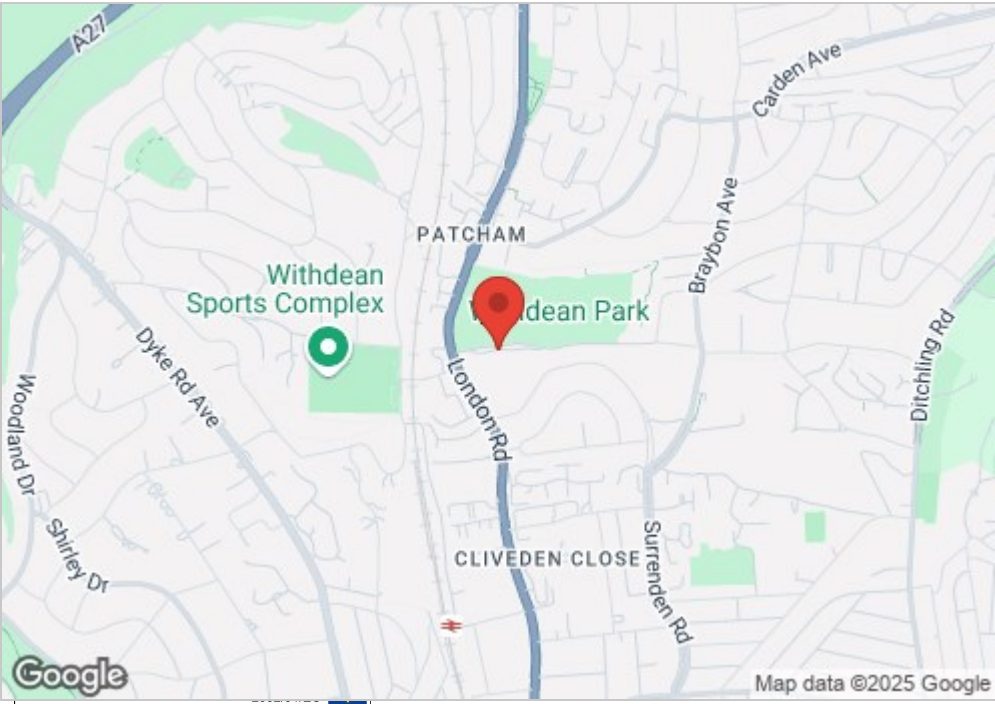 A27
Carden Ave
PATCHAM
Braybon Ave
Withdean
Sports Complex
dean Park
Ditchling Rd
Dyke Rd Ave
London Rd
Woodland Dr
CLIVEDEN CLOSE
Shirley Dr
Surrenden Rd
Google
Map data ©2025 Google